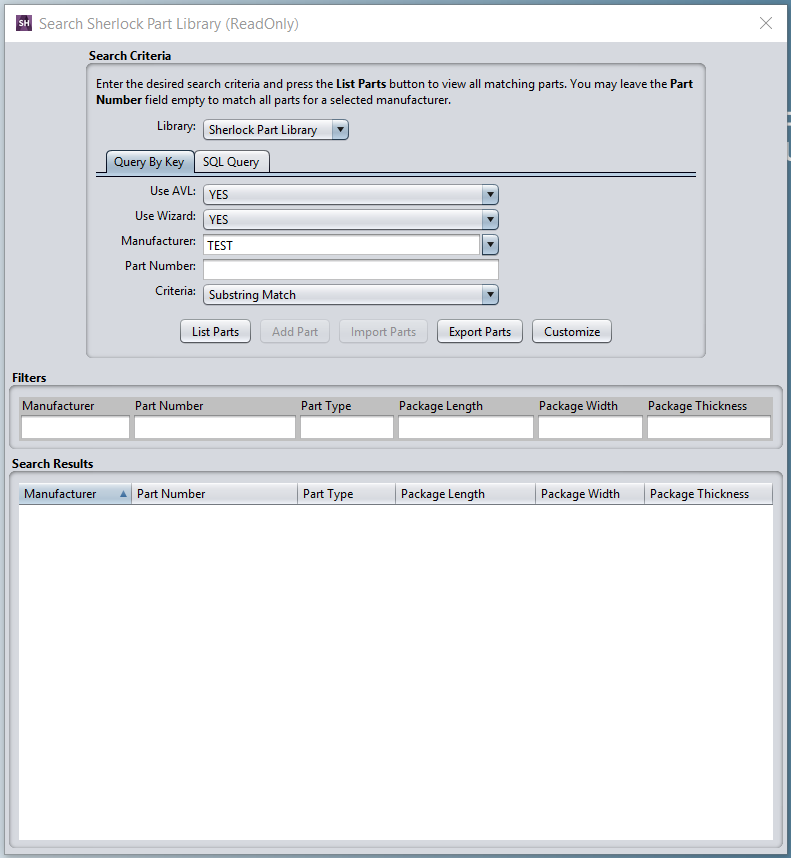 SH Search Sherlock Part Library (ReadOnly)
Search Criteria
Enter the desired search criteria and press the List Parts button to view all matching parts. You may leave the Part
Number field empty to match all parts for a selected manufacturer.
Library: Sherlock Part Library
Query By Key SQL Query
Use AVL: YES
Use Wizard: YES
Manufacturer: TEST
Part Number:
Criteria: Substring Match
List Parts Add Part Import Parts Export Parts Customize
Filters
Manufacturer Part Number Part Type Package Length Package Width Package Thickness
Search Results
Manufacturer Part Number Part Type Package Length Package Width Package Thickness